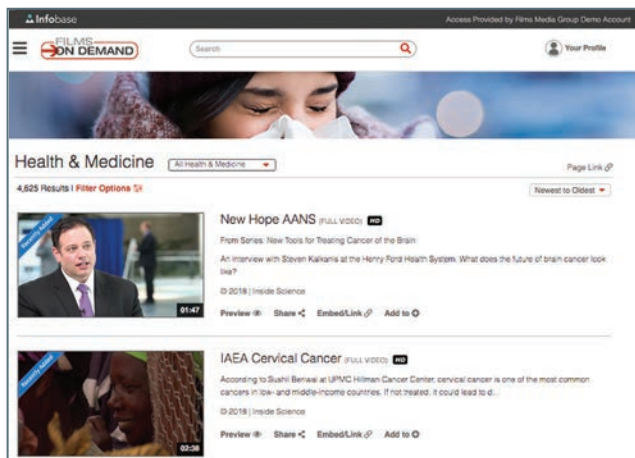 Infobase
Access Provided by Films Media Group Demo Account
FILMS
ON DEMAND
Search
Your Profile
Health & Medicine
All Health & Medicine
Page Link
4,625 Results | Filter Options
Newest to Oldest
Recently Added
01:47
New Hope AANS (FULL VIDEO) HD
From Series: New Tools for Treating Cancer of the Brain
An interview with Steven Kalkanis at the Henry Ford Health System. What does the future of brain cancer look
like?
© 2018 | Inside Science
Preview Share Embed/Link Add to
Recently Added
02:38
IAEA Cervical Cancer (FULL VIDEO) HD
According to Sushil Beriwal at UPMC Hillman Cancer Center, cervical cancer is one of the most common
cancers in low- and middle-income countries. If not treated, it could lead to d...
© 2018 | Inside Science
Preview Share Embed/Link Add to